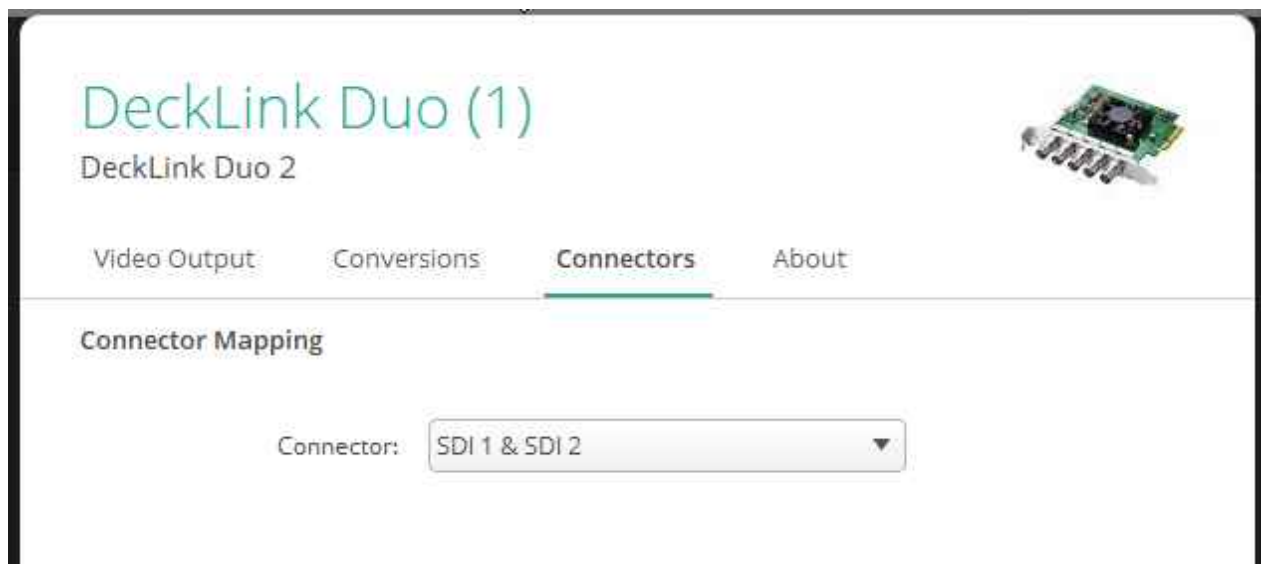 DeckLink Duo (1)
DeckLink Duo 2
Video Output Conversions Connectors About
Connector Mapping
Connector: SDI 1 & SDI 2